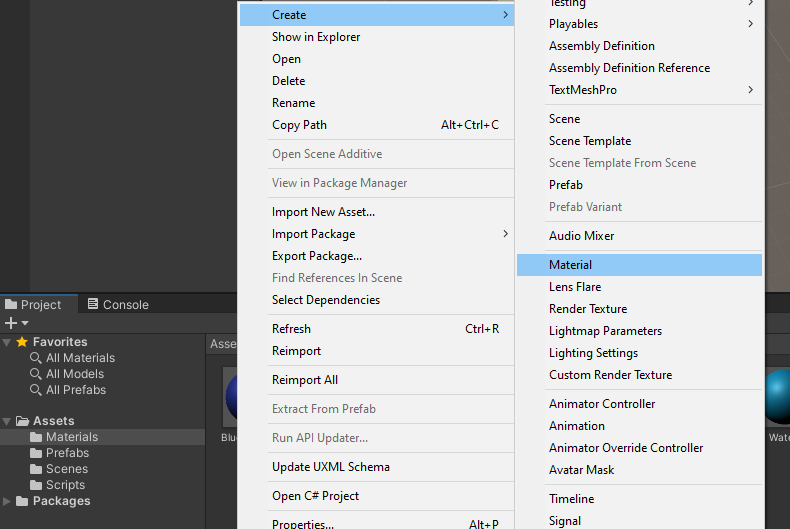 Create
Show in Explorer
Open
Delete
Rename
Copy Path Alt+Ctrl+C
Open Scene Additive
View in Package Manager
Import New Asset...
Import Package
Export Package...
Find References In Scene
Select Dependencies
Refresh Ctrl+R
Reimport
Reimport All
Extract From Prefab
Run API Updater...
Update UXML Schema
Open C# Project
Properties... Alt+P
Testing
Playables
Assembly Definition
Assembly Definition Reference
TextMeshPro
Scene
Scene Template
Scene Template From Scene
Prefab
Prefab Variant
Audio Mixer
Material
Lens Flare
Render Texture
Lightmap Parameters
Lighting Settings
Custom Render Texture
Animator Controller
Animation
Animator Override Controller
Avatar Mask
Timeline
Signal
Project Console
Favorites
All Materials
All Models
All Prefabs
Assets
Materials
Prefabs
Scenes
Scripts
Packages
Asse
Blu
Wate